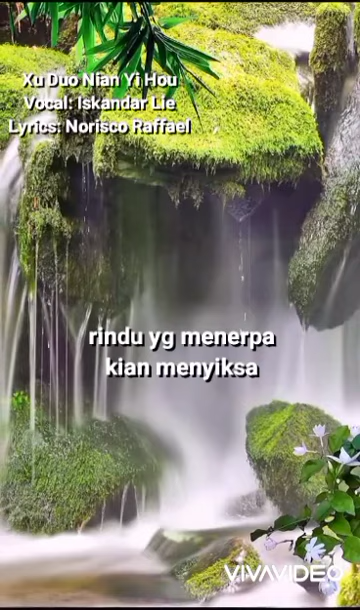 Xu Duo Nian Yi Hou
Vocal: Iskandar Lie
Lyrics: Norisco Raffael
rindu yg menerpa
kian menyiksa
VIVAVIDEO